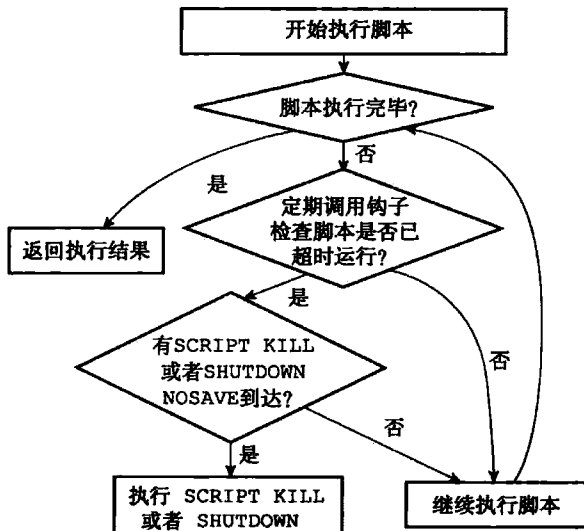 开始执行脚本
脚本执行完毕?
否
是
定期调用钩子
检查脚本是否已
超时运行?
返回执行结果
是
有SCRIPT KILL
或者SHUTDOWN
NOSAVE到达?
否
否
是
执行 SCRIPT KILL
或者 SHUTDOWN
继续执行脚本